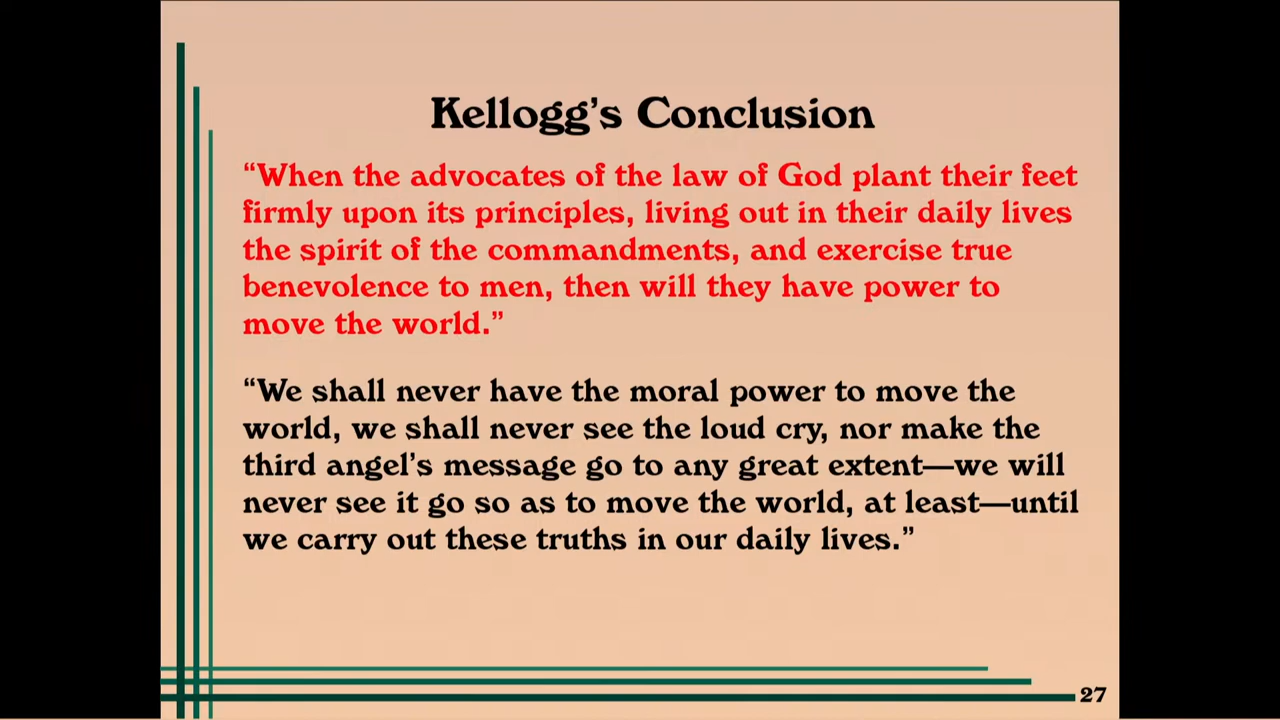 Kellogg’s Conclusion
“When the advocates of the law of God plant their feet
firmly upon its principles, living out in their daily lives
the spirit of the commandments, and exercise true
benevolence to men, then will they have power to
move the world.”
“We shall never have the moral power to move the
world, we shall never see the loud cry, nor make the
third angel’s message go to any great extent—we will
never see it go so as to move the world, at least—until
we carry out these truths in our daily lives.”
27